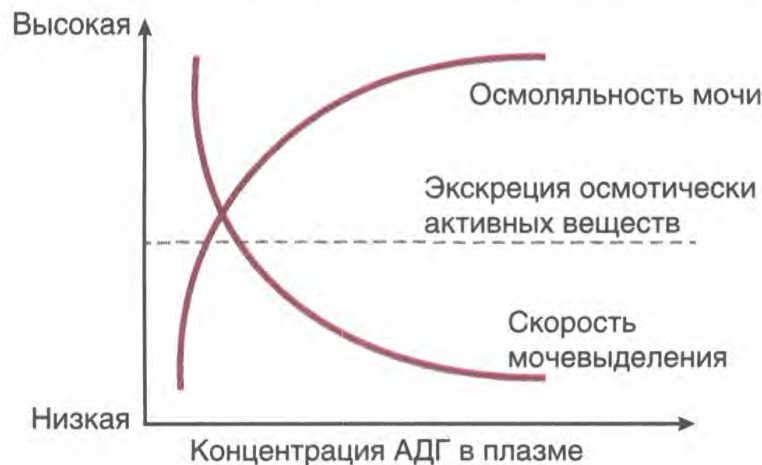 Высокая
Осмоляльность мочи
Экскреция осмотически
активных веществ
Скорость
мочевыделения
Низкая
Концентрация АДГ в плазме